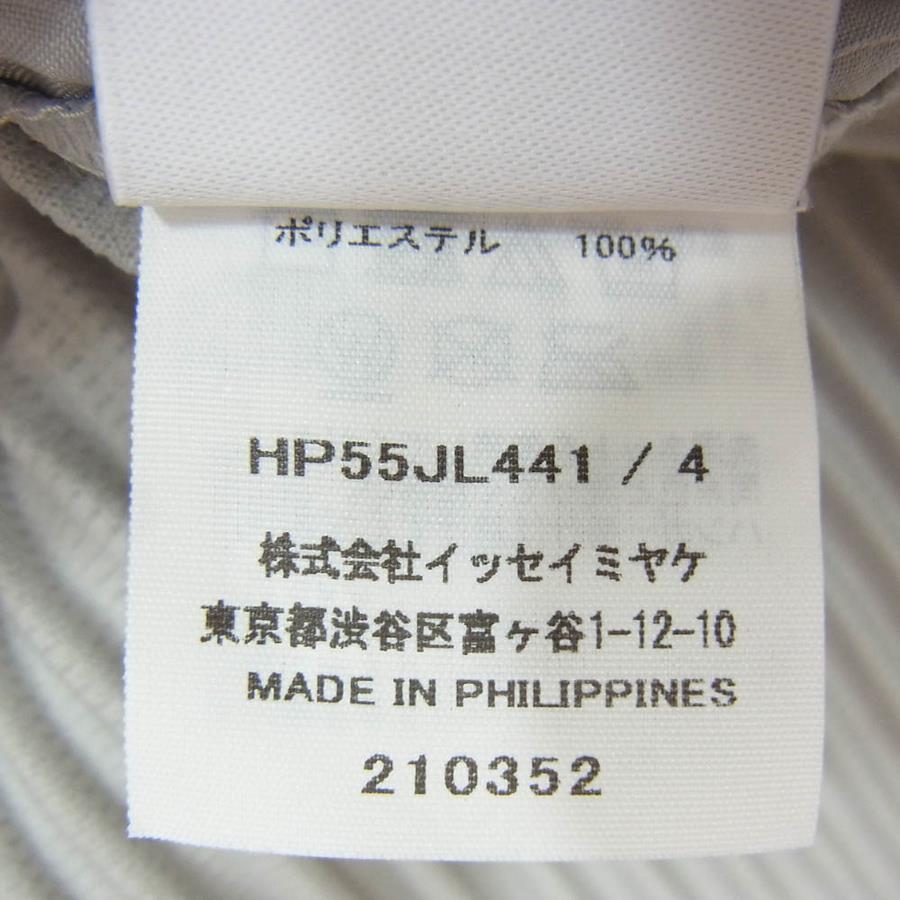 ポリエステル 100%
HP55JL441 / 4
株式会社イッセイミヤケ
東京都渋谷区富ヶ谷1-12-10
MADE IN PHILIPPINES
210352